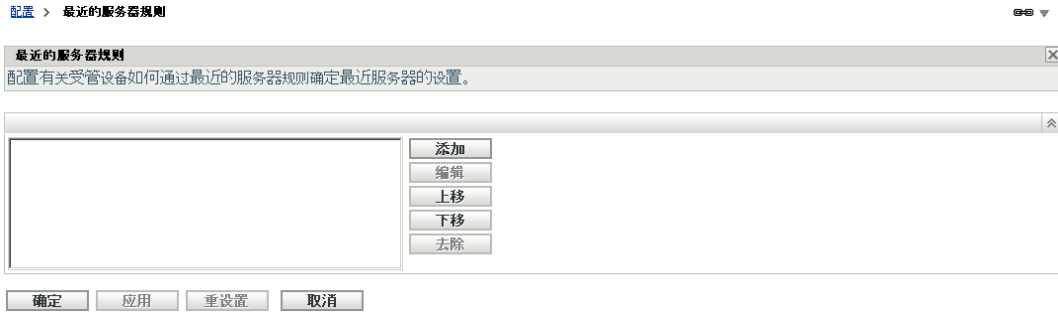 配置 > 最近的服务器规则
最近的服务器规则
配置有关受管设备如何通过最近的服务器规则确定最近服务器的设置。
添加
编辑
上移
下移
去除
确定 应用 重设置 取消